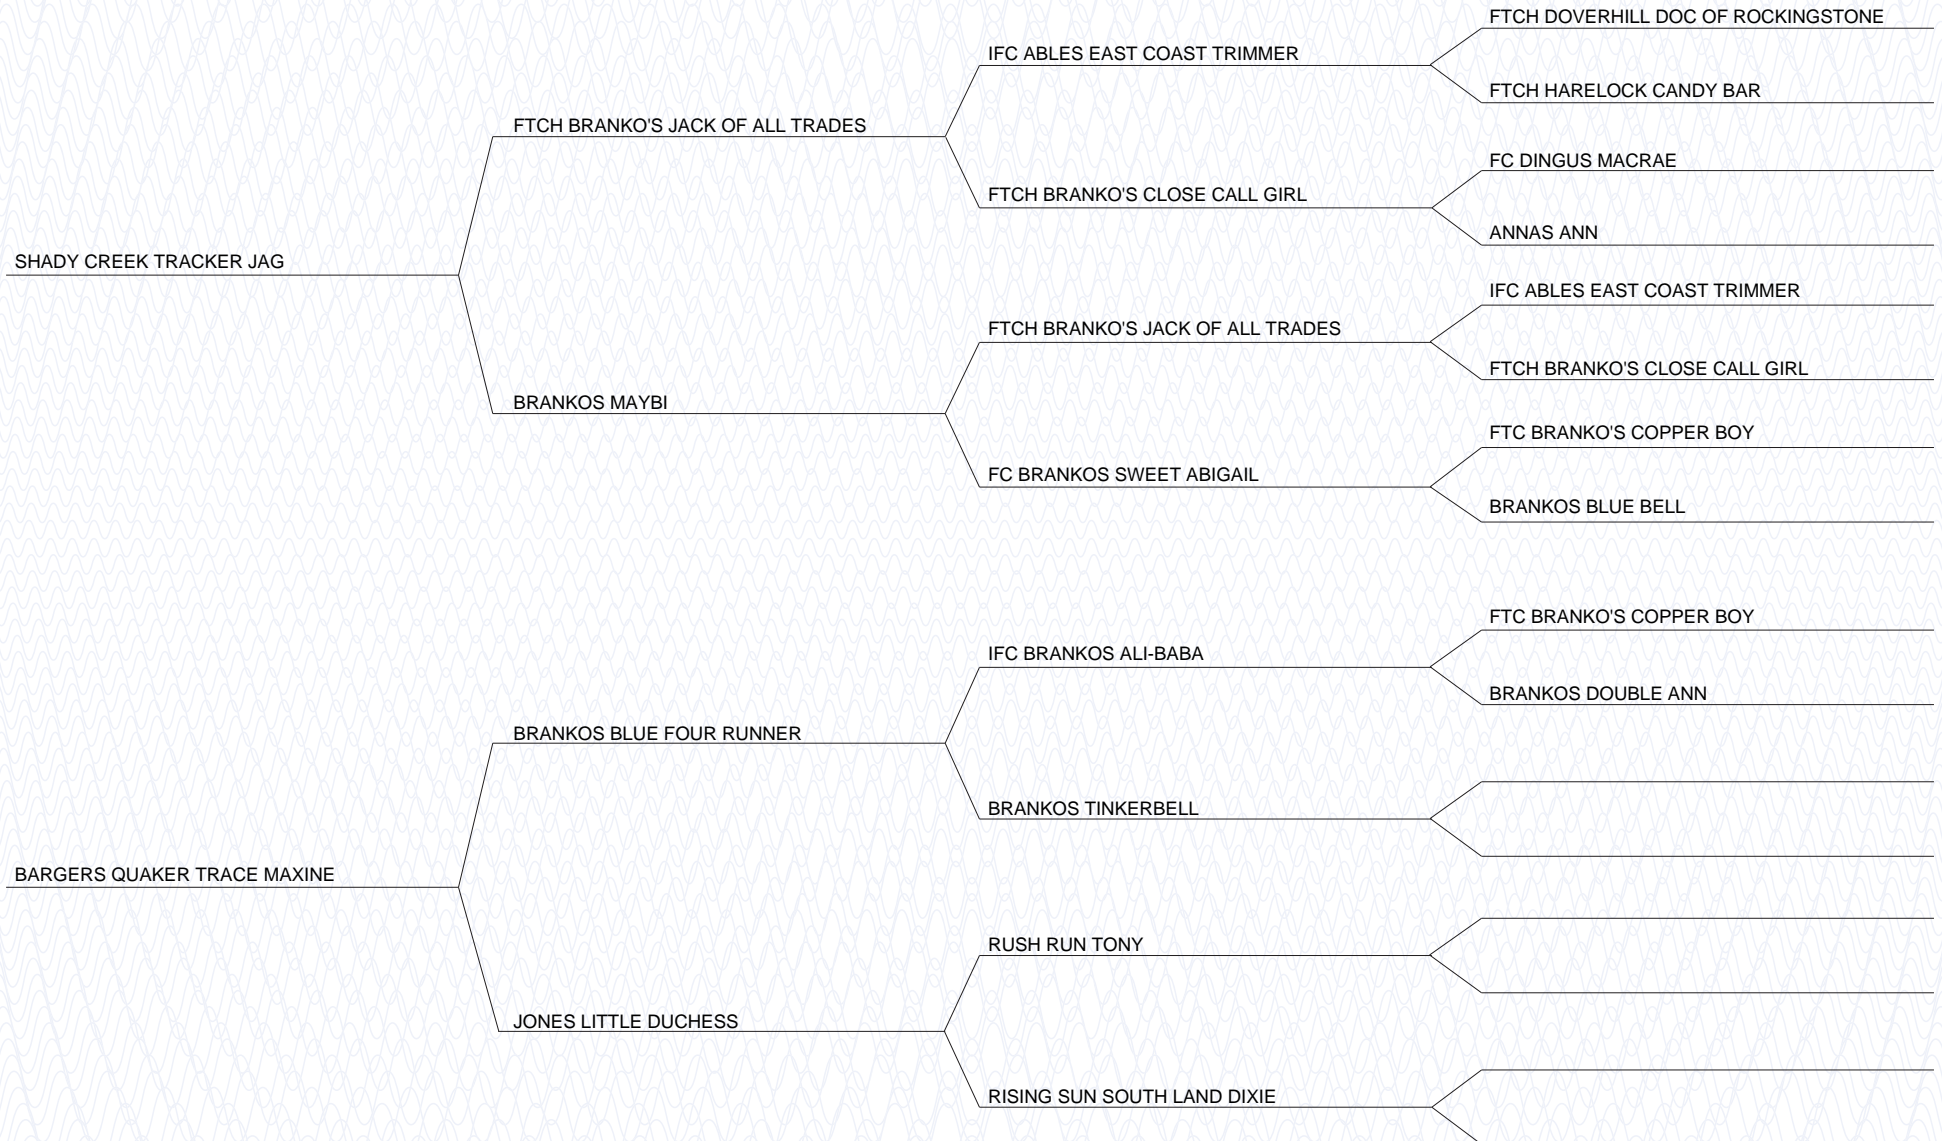 FTCH DOVERHILL DOC OF ROCKINGSTONE
IFC ABLES EAST COAST TRIMMER
FTCH HARELOCK CANDY BAR
FTCH BRANKO'S JACK OF ALL TRADES
FC DINGUS MACRAE
FTCH BRANKO'S CLOSE CALL GIRL
ANNAS ANN
SHADY CREEK TRACKER JAG
IFC ABLES EAST COAST TRIMMER
FTCH BRANKO'S JACK OF ALL TRADES
FTCH BRANKO'S CLOSE CALL GIRL
BRANKOS MAYBI
FTC BRANKO'S COPPER BOY
FC BRANKOS SWEET ABIGAIL
BRANKOS BLUE BELL
FTC BRANKO'S COPPER BOY
IFC BRANKOS ALI-BABA
BRANKOS DOUBLE ANN
BRANKOS BLUE FOUR RUNNER
BRANKOS TINKERBELL
BARGERS QUAKER TRACE MAXINE
RUSH RUN TONY
JONES LITTLE DUCHESS
RISING SUN SOUTH LAND DIXIE